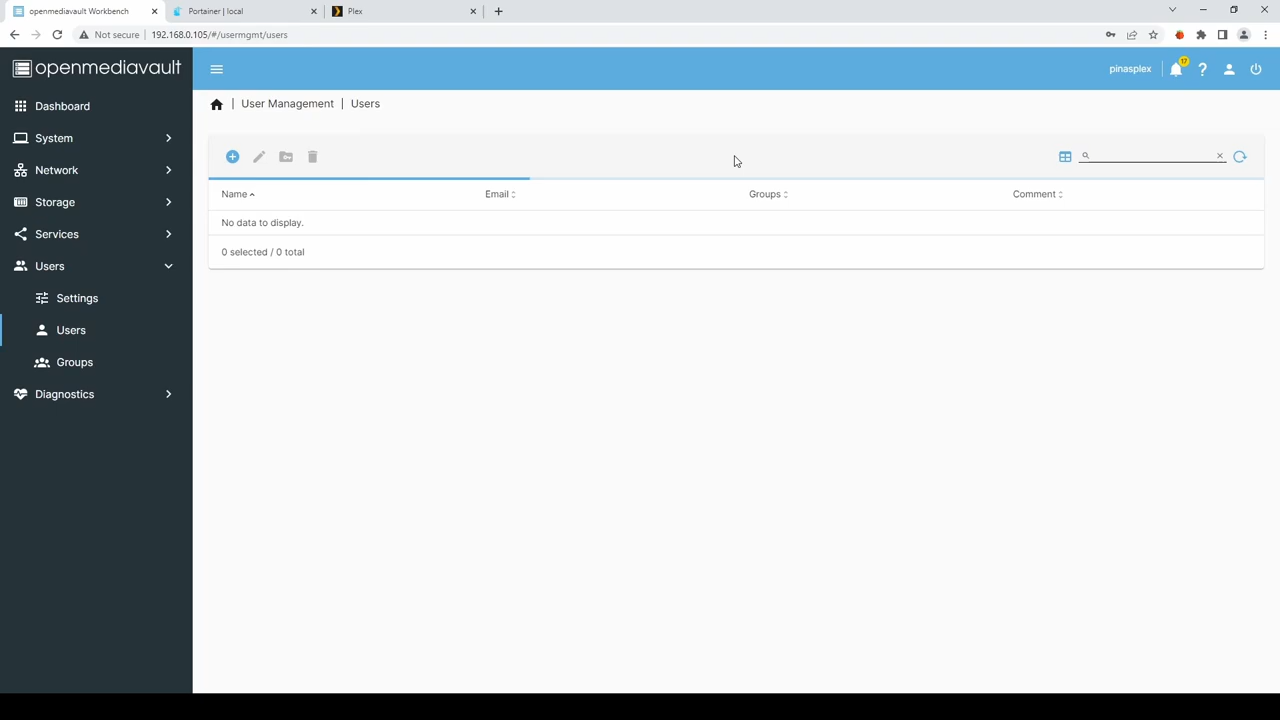 openmediavault Workbench
Portainer | local
Plex
Not secure
192.168.0.105/#/usermgmt/users
openmediavault
pinasplex
17
Dashboard
User Management | Users
System
Network
Storage
Services
Users
Settings
Users
Groups
Diagnostics
Name
Email
Groups
Comment
No data to display.
0 selected / 0 total